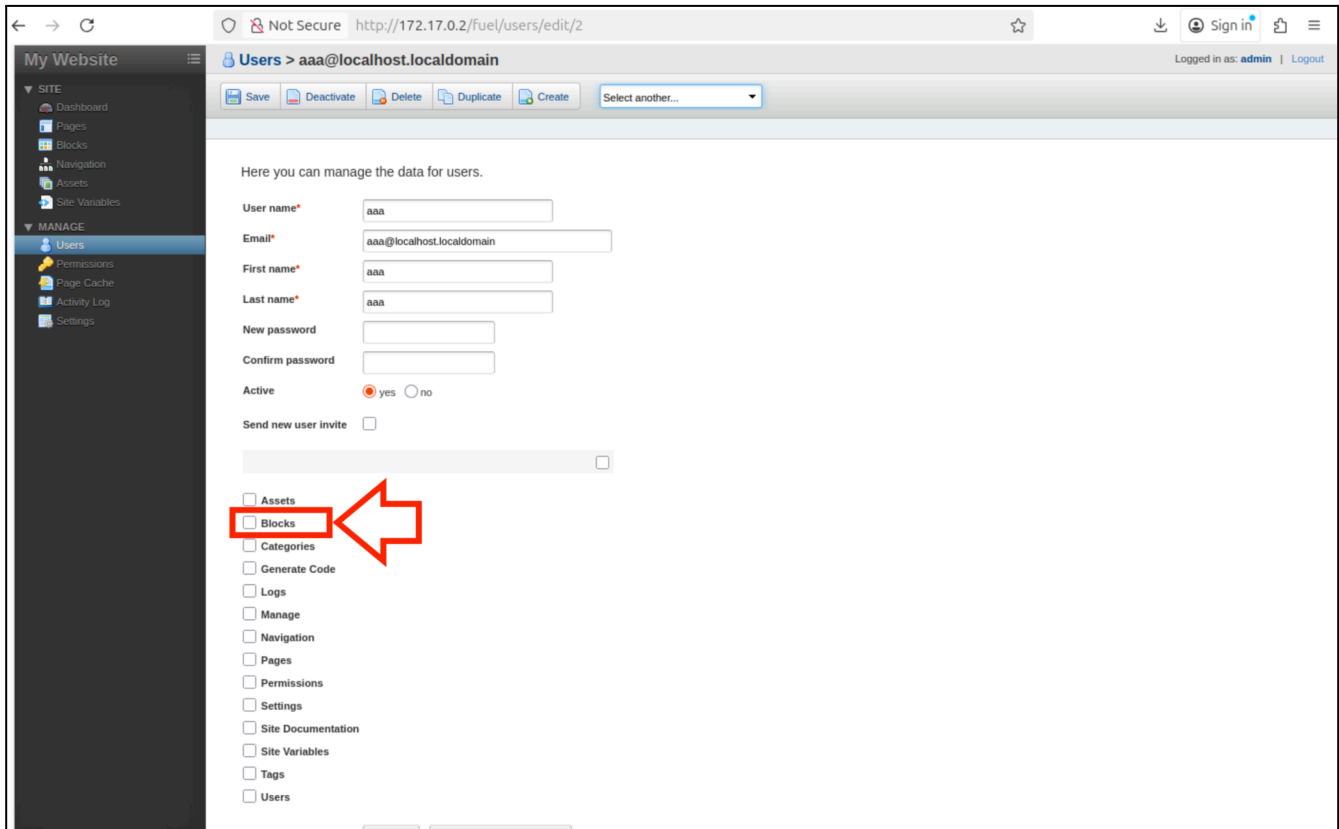 Not Secure http://172.17.0.2/fuel/users/edit/2
Sign in
My Website
Users > aaa@localhost.localdomain
Logged in as: admin | Logout
SITE
Dashboard
Pages
Blocks
Navigation
Assets
Site Variables
MANAGE
Users
Permissions
Page Cache
Activity Log
Settings
Save Deactivate Delete Duplicate Create Select another...
Here you can manage the data for users.
User name* aaa
Email* aaa@localhost.localdomain
First name* aaa
Last name* aaa
New password
Confirm password
Active yes no
Send new user invite
Assets
Blocks
Categories
Generate Code
Logs
Manage
Navigation
Pages
Permissions
Settings
Site Documentation
Site Variables
Tags
Users